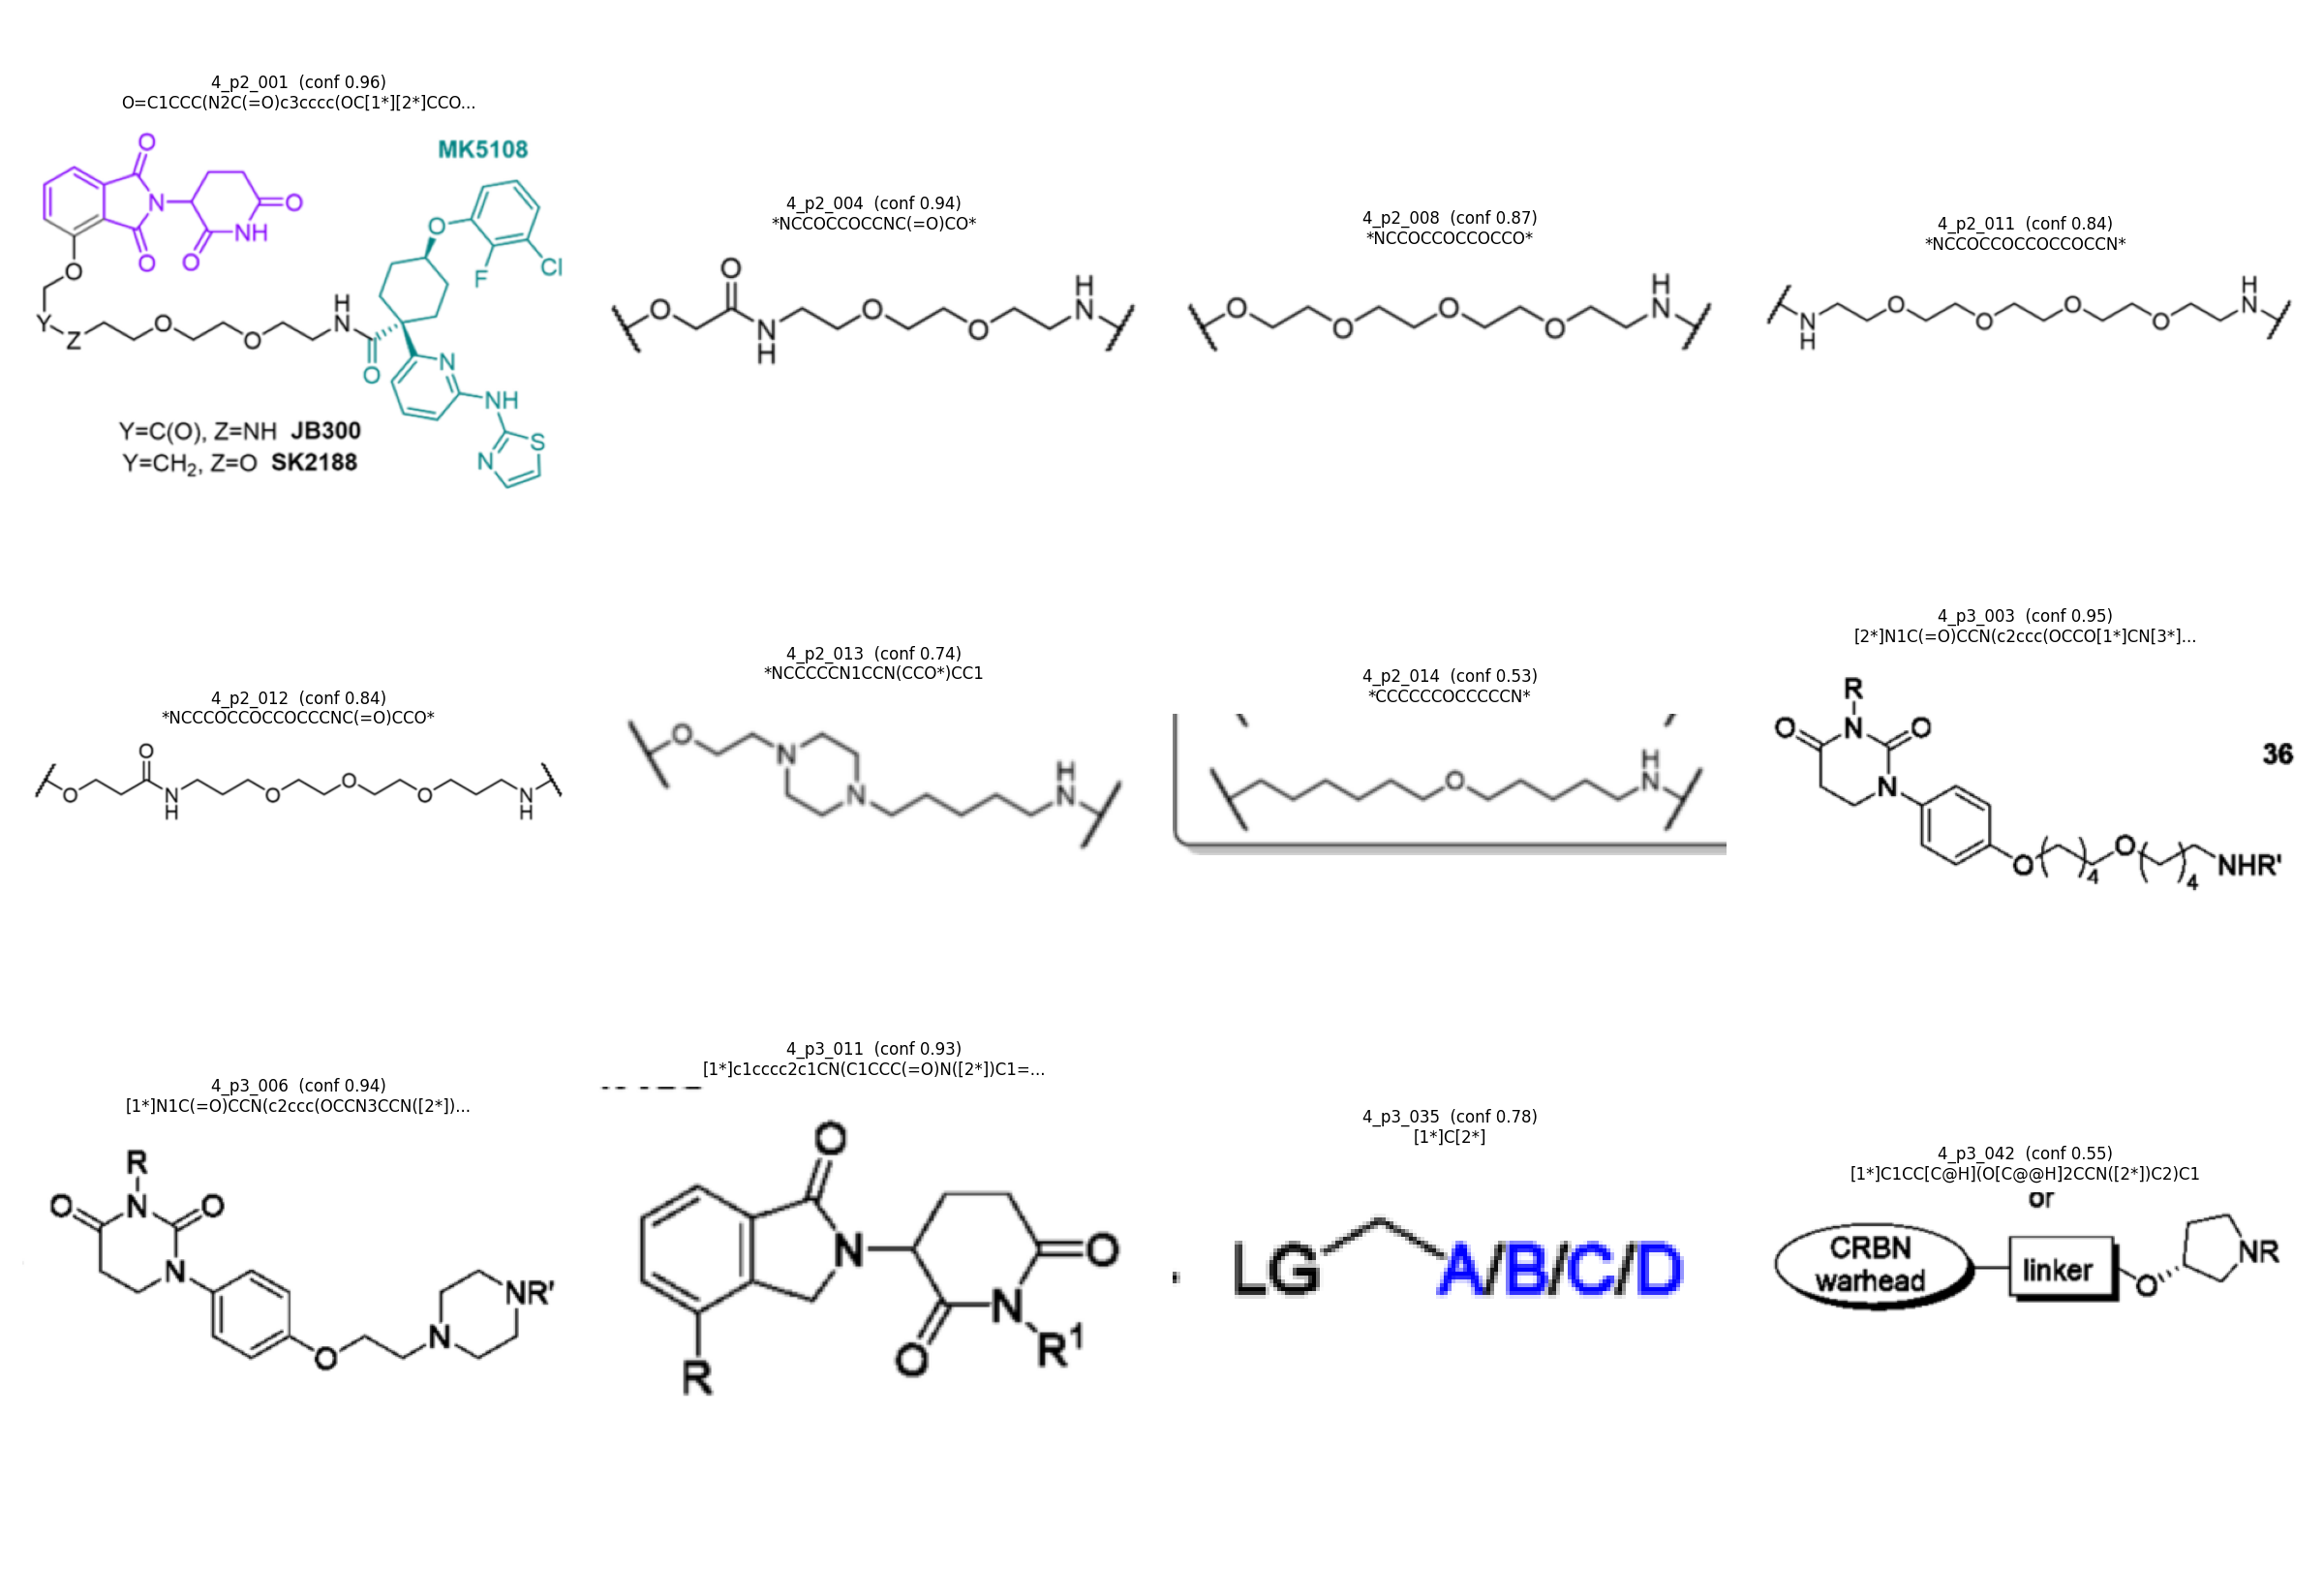 4_p2_001 (conf 0.96)
O=C1CCC(N2C(=O)c3cccc(OC[1*][2*]CCO...
MK5108
O
N
O
NH
O
O
O
O
F
Cl
Y
Z
O
O
H
N
O
N
NH
N
S
Y=C(O), Z=NH JB300
Y=CH2, Z=O SK2188
4_p2_004 (conf 0.94)
*NCCOCCOCCNC(=O)CO*
O
O
N
H
O
O
H
N
4_p2_008 (conf 0.87)
*NCCOCCOCCOCCO*
O
O
O
O
H
N
4_p2_011 (conf 0.84)
*NCCOCCOCCOCCOCCN*
N
H
O
O
O
O
H
N
4_p2_012 (conf 0.84)
*NCCCOCCOCCOCCCNC(=O)CCO*
O
O
N
H
O
O
O
N
H
4_p2_013 (conf 0.74)
*NCCCCCN1CCN(CCO*)CC1
O
N
N
H
N
4_p2_014 (conf 0.53)
*CCCCCCOCCCCCN*
O
H
N
4_p3_003 (conf 0.95)
[2*]N1C(=O)CCN(c2ccc(OCCO[1*]CN[3*]...
R
O
N
O
N
36
O
4
O
4
NHR'
4_p3_006 (conf 0.94)
[1*]N1C(=O)CCN(c2ccc(OCCN3CCN([2*])...
R
O
N
O
N
O
N
NR'
4_p3_011 (conf 0.93)
[1*]c1cccc2c1CN(C1CCC(=O)N([2*])C1=...
O
N
O
O
N
R1
R
4_p3_035 (conf 0.78)
[1*]C[2*]
LG A/B/C/D
4_p3_042 (conf 0.55)
[1*]C1CC[C@H](O[C@@H]2CCN([2*])C2)C1
or
CRBN
warhead
linker
O
NR